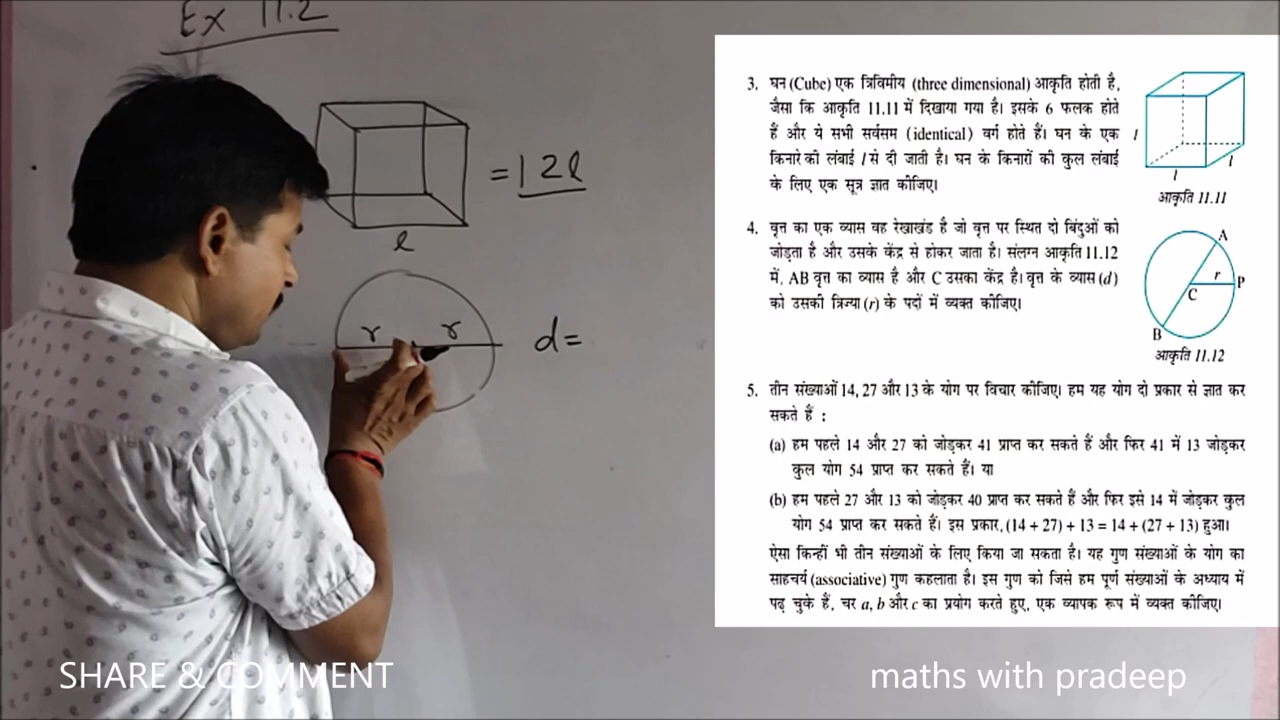 Ex 11.2
= 12l
l
r r d=
3. घन (Cube) एक त्रिविमीय (three dimensional) आकृति होती है,
जैसा कि आकृति 11.11 में दिखाया गया है। इसके 6 फलक होते
हैं और ये सभी सर्वसम (identical) वर्ग होते हैं। घन के एक
किनारे की लंबाई l से दी जाती है। घन के किनारों की कुल लंबाई
के लिए एक सूत्र ज्ञात कीजिए।
l
l
l
आकृति 11.11
4. वृत्त का एक व्यास वह रेखाखंड है जो वृत्त पर स्थित दो बिंदुओं को
जोड़ता है और उसके केंद्र से होकर जाता है। संलग्न आकृति 11.12
में, AB वृत्त का व्यास है और C उसका केंद्र है। वृत्त के व्यास (d)
को उसकी त्रिज्या (r) के पदों में व्यक्त कीजिए।
A
r P
C
B
आकृति 11.12
5. तीन संख्याओं 14, 27 और 13 के योग पर विचार कीजिए। हम यह योग दो प्रकार से ज्ञात कर
सकते हैं :
(a) हम पहले 14 और 27 को जोड़कर 41 प्राप्त कर सकते हैं और फिर 41 में 13 जोड़कर
कुल योग 54 प्राप्त कर सकते हैं। या
(b) हम पहले 27 और 13 को जोड़कर 40 प्राप्त कर सकते हैं और फिर इसे 14 में जोड़कर कुल
योग 54 प्राप्त कर सकते हैं। इस प्रकार, (14 + 27) + 13 = 14 + (27 + 13) हुआ।
ऐसा किन्हीं भी तीन संख्याओं के लिए किया जा सकता है। यह गुण संख्याओं के योग का
साहचर्य (associative) गुण कहलाता है। इस गुण को जिसे हम पूर्ण संख्याओं के अध्याय में
पढ़ चुके हैं, चर a, b और c का प्रयोग करते हुए, एक व्यापक रूप में व्यक्त कीजिए।
SHARE & COMMENT
maths with pradeep